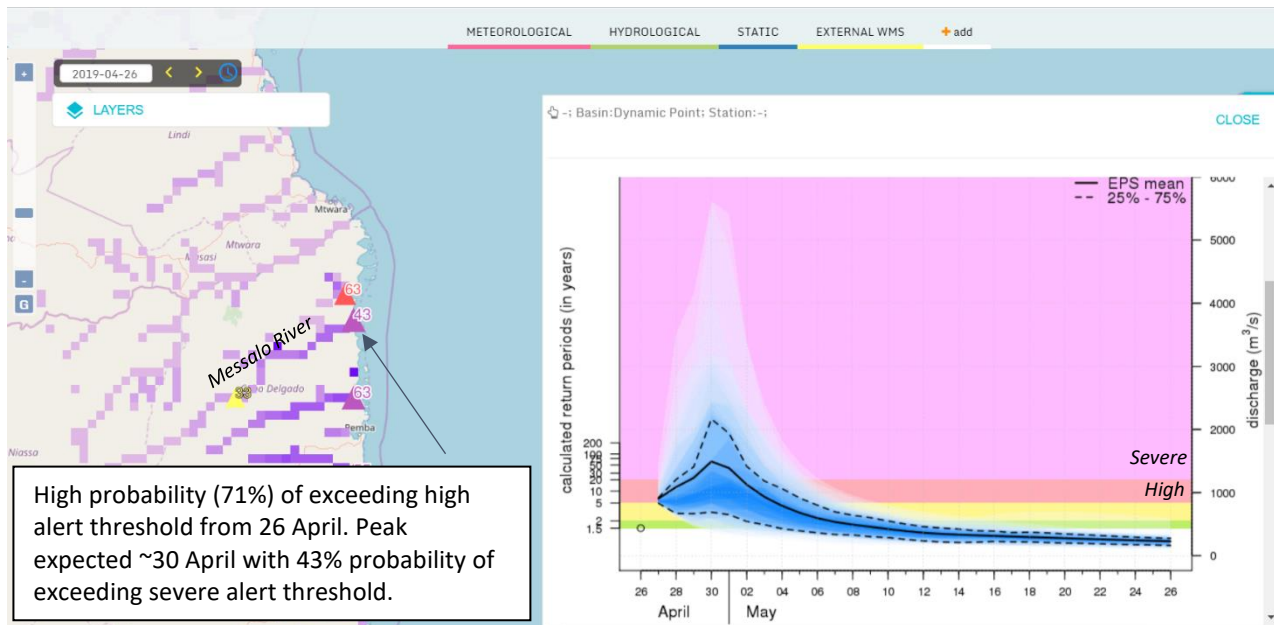 METEOROLOGICAL HYDROLOGICAL STATIC EXTERNAL WMS + add
+
2019-04-26 < >
LAYERS
-; Basin:Dynamic Point; Station:-;
CLOSE
Lindi
Mtwara
Mtwara
Masasi
63
43
Messalo River
38
Cabo Delgado
63
Pemba
Niassa
-
G
High probability (71%) of exceeding high
alert threshold from 26 April. Peak
expected ~30 April with 43% probability of
exceeding severe alert threshold.
EPS mean
25% - 75%
calculated return periods (in years)
200
100
50
30
20
10
5
2
1.5
Severe
High
6000
5000
4000
3000
2000
1000
0
discharge (m³/s)
26 28 30 02 04 06 08 10 12 14 16 18 20 22 24 26
April May